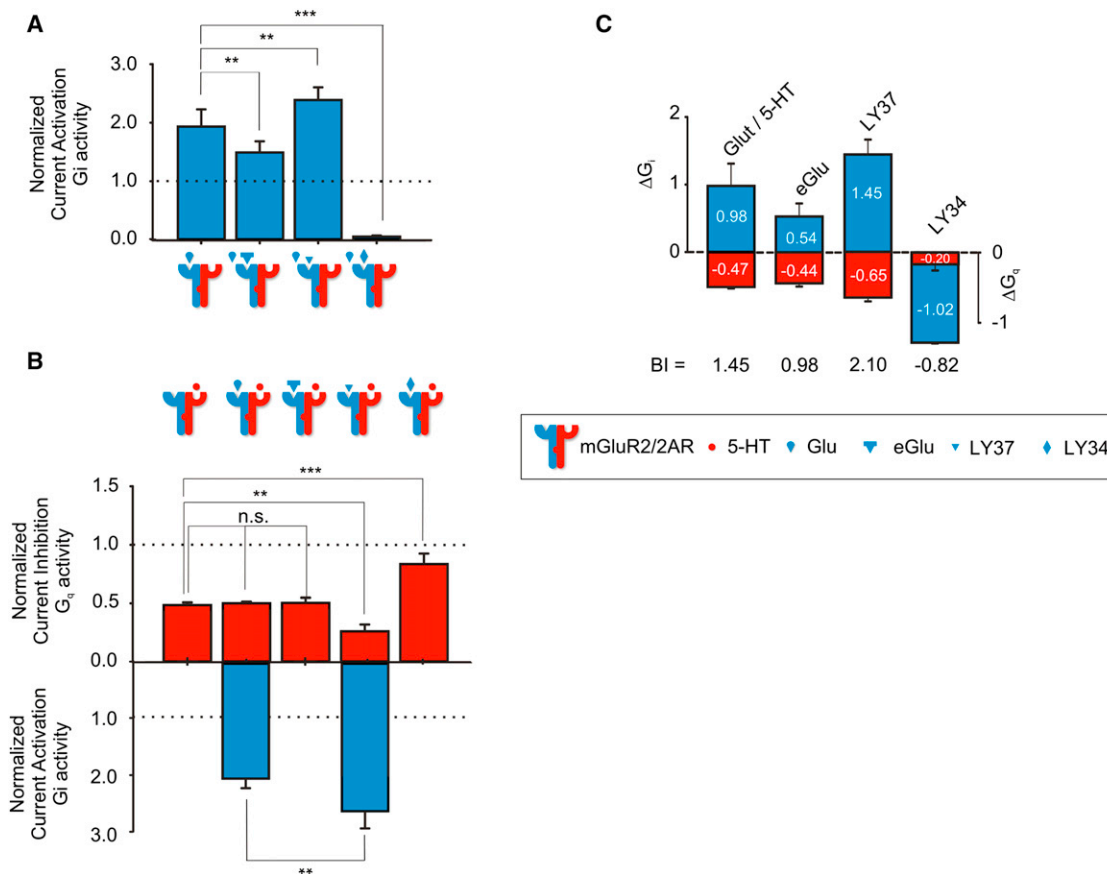 A
***
**
**
3.0
2.0
1.0
0.0
Normalized
Current Activation
Gi activity
B
***
**
n.s.
1.5
1.0
0.5
0.0
Normalized
Current Inhibition
Gq activity
1.0
2.0
3.0
Normalized
Current Activation
Gi activity
**
C
2
1
0
ΔGi
Glut / 5-HT
eGlu
LY37
LY34
0.98
0.54
1.45
-0.47
-0.44
-0.65
-0.20
-1.02
0
-1
ΔGq
BI = 1.45 0.98 2.10 -0.82
mGluR2/2AR 5-HT Glu eGlu LY37 LY34